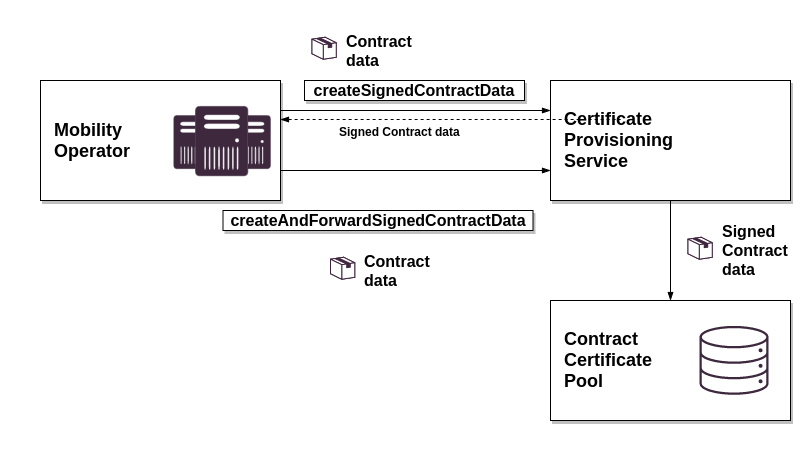 Contract
data
createSignedContractData
Mobility
Operator
Signed Contract data
Certificate
Provisioning
Service
createAndForwardSignedContractData
Contract
data
Signed
Contract
data
Contract
Certificate
Pool